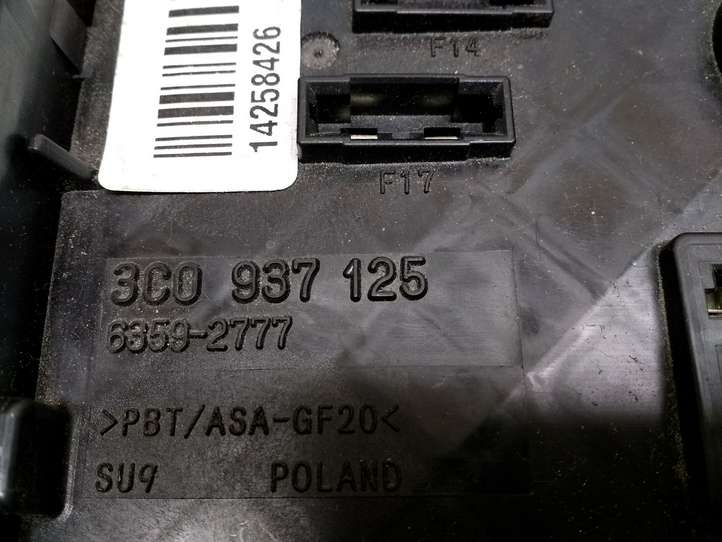 F14
14258426
F17
3C0 937 125
6359-2777
>PBT/ASA-GF20<
SU9 POLAND